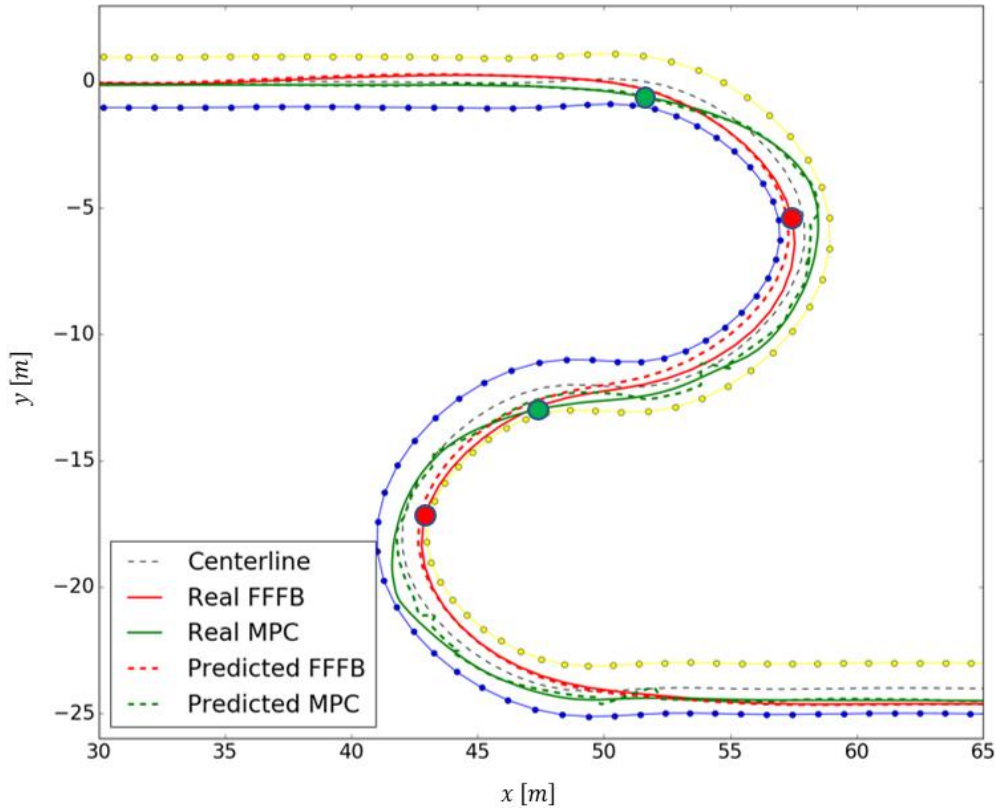 0
−5
−10
−15
−20
−25
y [m]
Centerline
Real FFFB
Real MPC
Predicted FFFB
Predicted MPC
30 35 40 45 50 55 60 65
x [m]